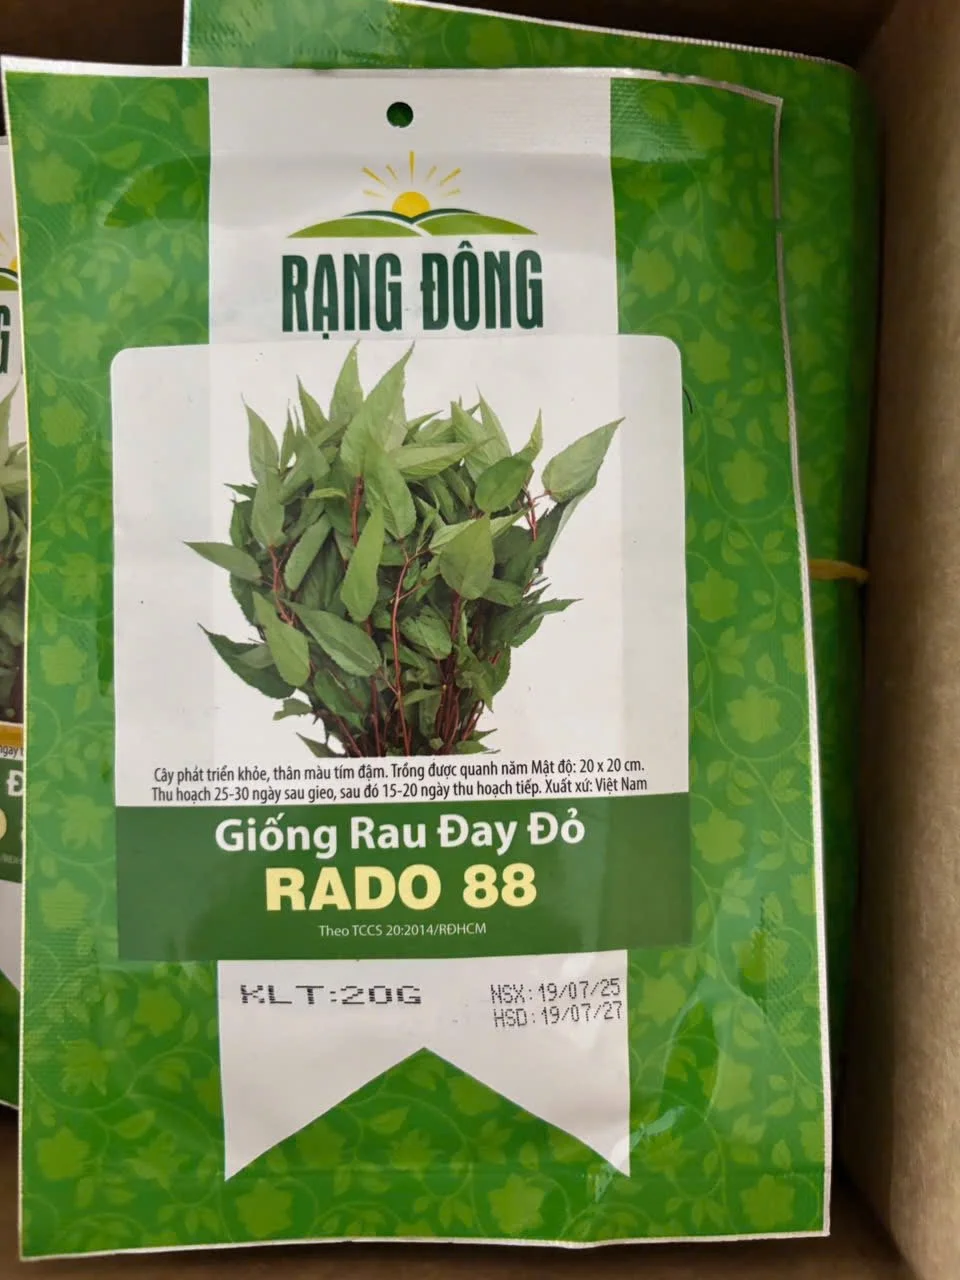 RẠNG ĐÔNG
Cây phát triển khỏe, thân màu tím đậm. Trồng được quanh năm Mật độ: 20 x 20 cm.
Thu hoạch 25-30 ngày sau gieo, sau đó 15-20 ngày thu hoạch tiếp. Xuất xứ: Việt Nam
Giống Rau Đay Đỏ
RADO 88
Theo TCCS 20:2014/RĐHCM
KLT:20G
NSX:19/07/25
HSD:19/07/27